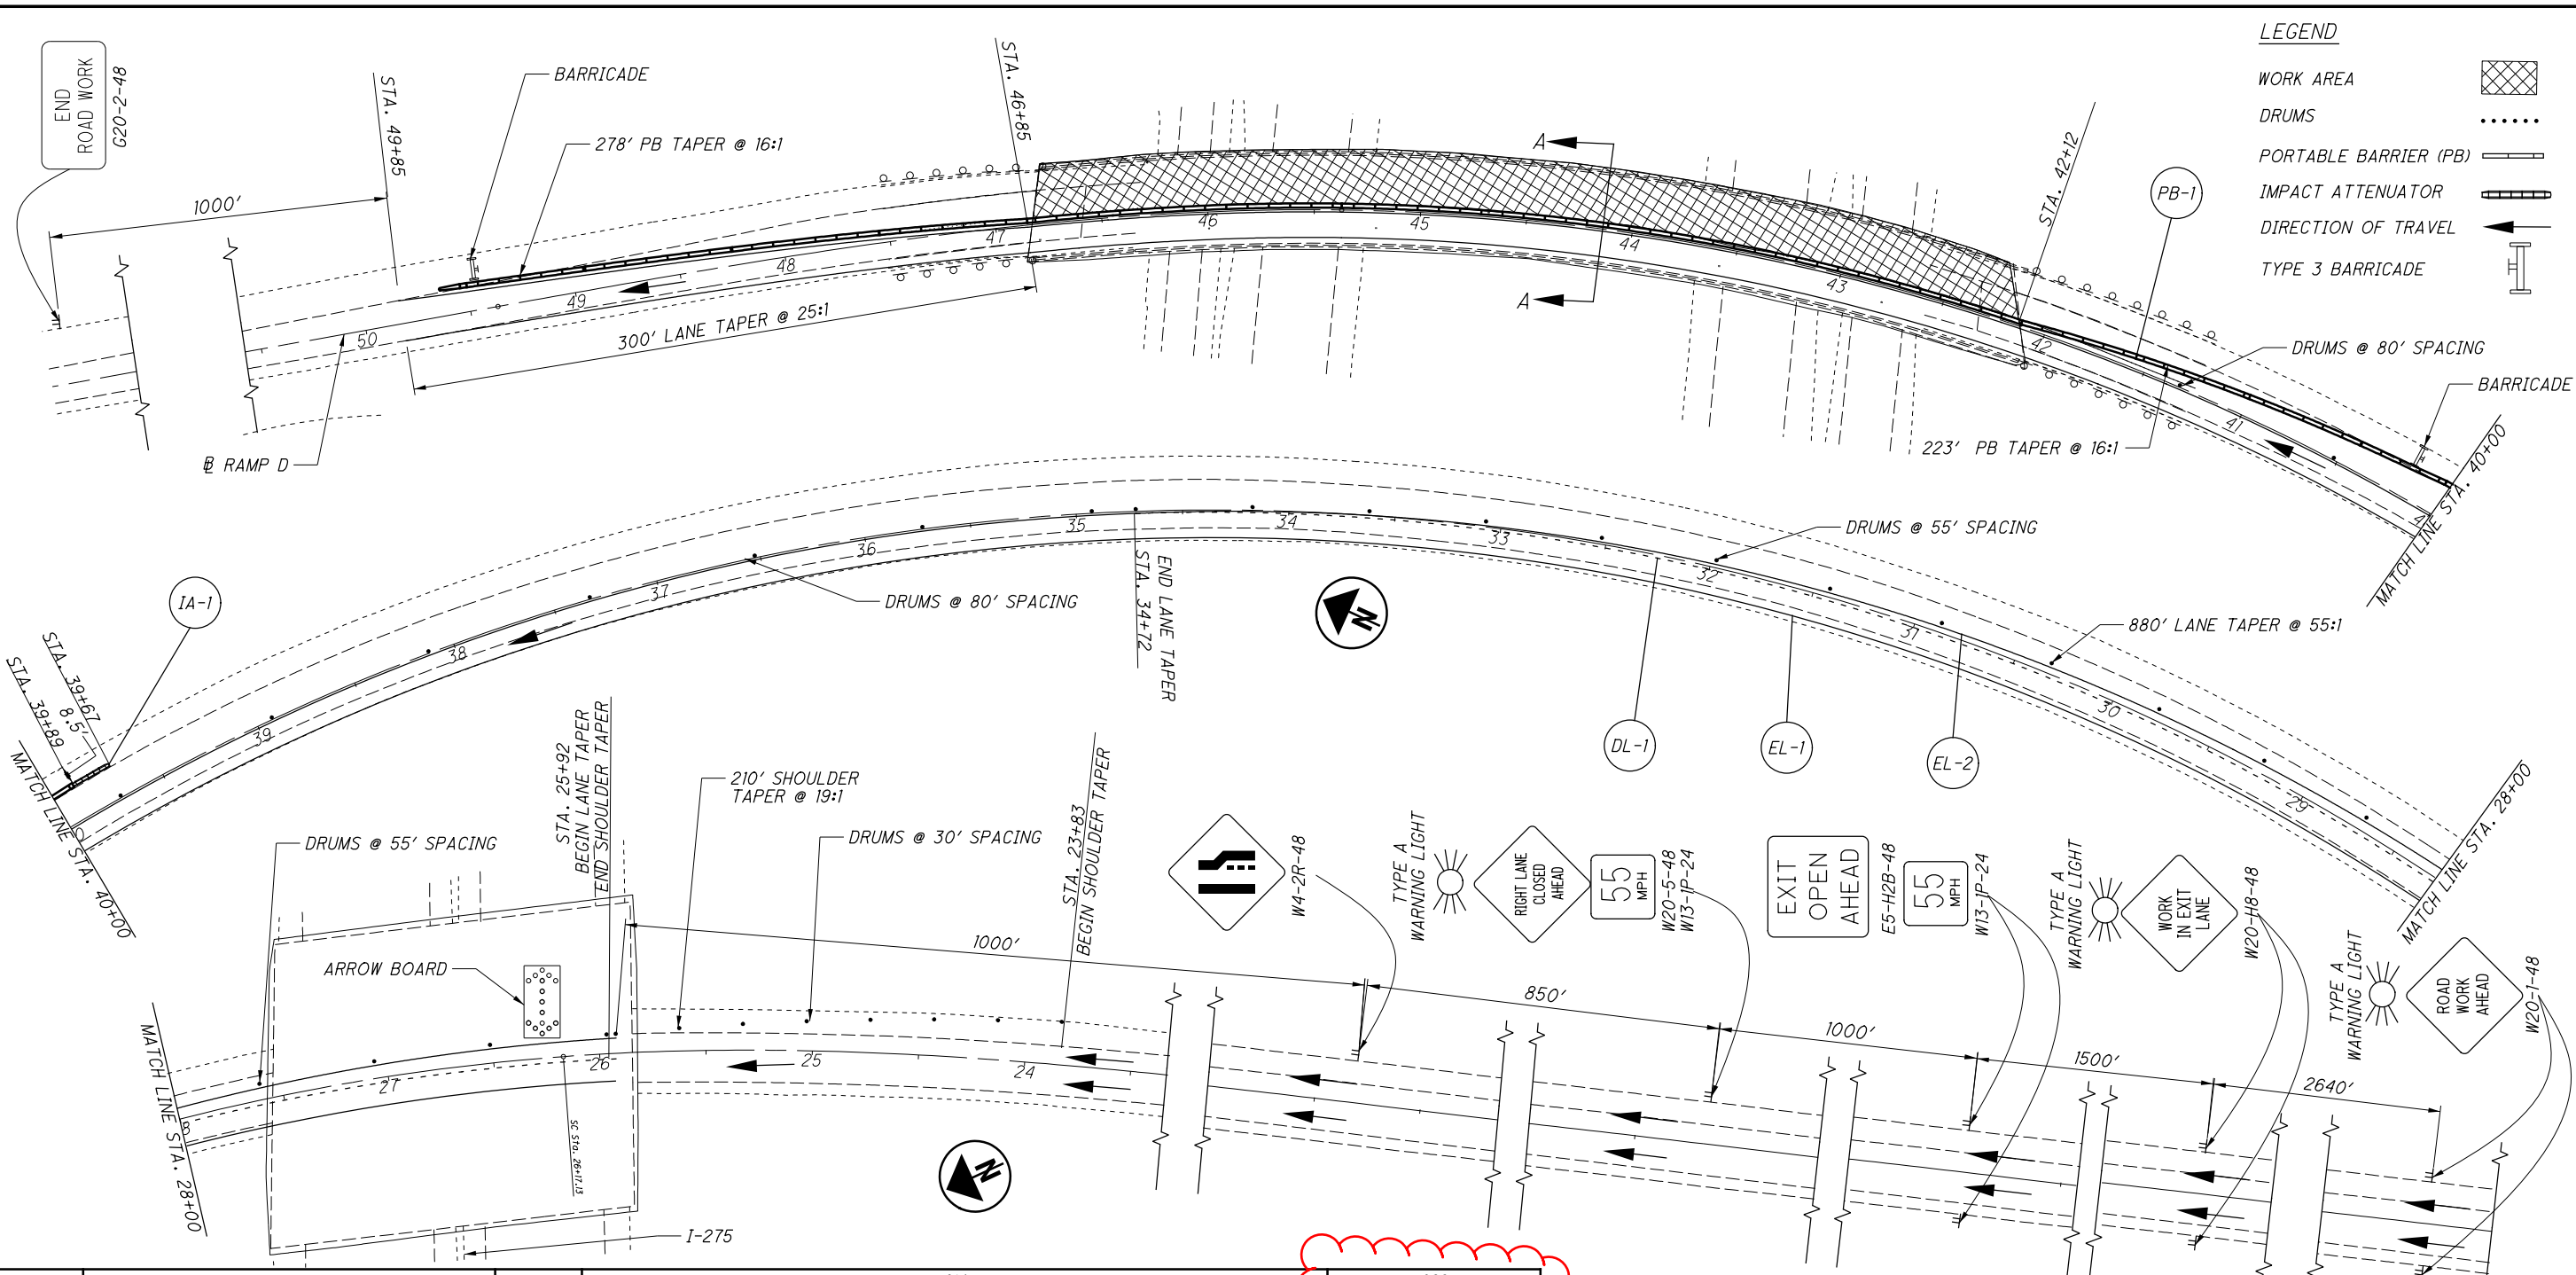 LEGEND
WORK AREA
DRUMS
PORTABLE BARRIER (PB)
IMPACT ATTENUATOR
DIRECTION OF TRAVEL
TYPE 3 BARRICADE
END
ROAD WORK
G20-2-48
1000'
STA. 49+85
BARRICADE
278' PB TAPER @ 16:1
STA. 46+85
A
A
STA. 42+12
PB-1
50
49
48
47
46
45
44
43
42
41
300' LANE TAPER @ 25:1
DRUMS @ 80' SPACING
BARRICADE
223' PB TAPER @ 16:1
MATCH LINE STA. 40+00
RAMP D
IA-1
STA. 39+67
8.5'
STA. 39+89
MATCH LINE STA. 40+00
39
38
37
36
35
34
33
32
31
30
29
DRUMS @ 80' SPACING
END LANE TAPER
STA. 34+72
N
DRUMS @ 55' SPACING
880' LANE TAPER @ 55:1
DL-1
EL-1
EL-2
MATCH LINE STA. 28+00
STA. 25+92
BEGIN LANE TAPER
END SHOULDER TAPER
210' SHOULDER
TAPER @ 19:1
DRUMS @ 55' SPACING
DRUMS @ 30' SPACING
STA. 23+83
BEGIN SHOULDER TAPER
ARROW BOARD
MATCH LINE STA. 28+00
27
26
25
24
SC Sta. 26+17.13
I-275
N
W4-2R-48
TYPE A
WARNING LIGHT
RIGHT LANE
CLOSED
AHEAD
55
MPH
W20-5-48
W13-1P-24
EXIT
OPEN
AHEAD
E5-H2B-48
55
MPH
W13-1P-24
TYPE A
WARNING LIGHT
WORK
IN EXIT
LANE
W20-H8-48
TYPE A
WARNING LIGHT
ROAD
WORK
AHEAD
W20-1-48
1000'
850'
1000'
1500'
2640'